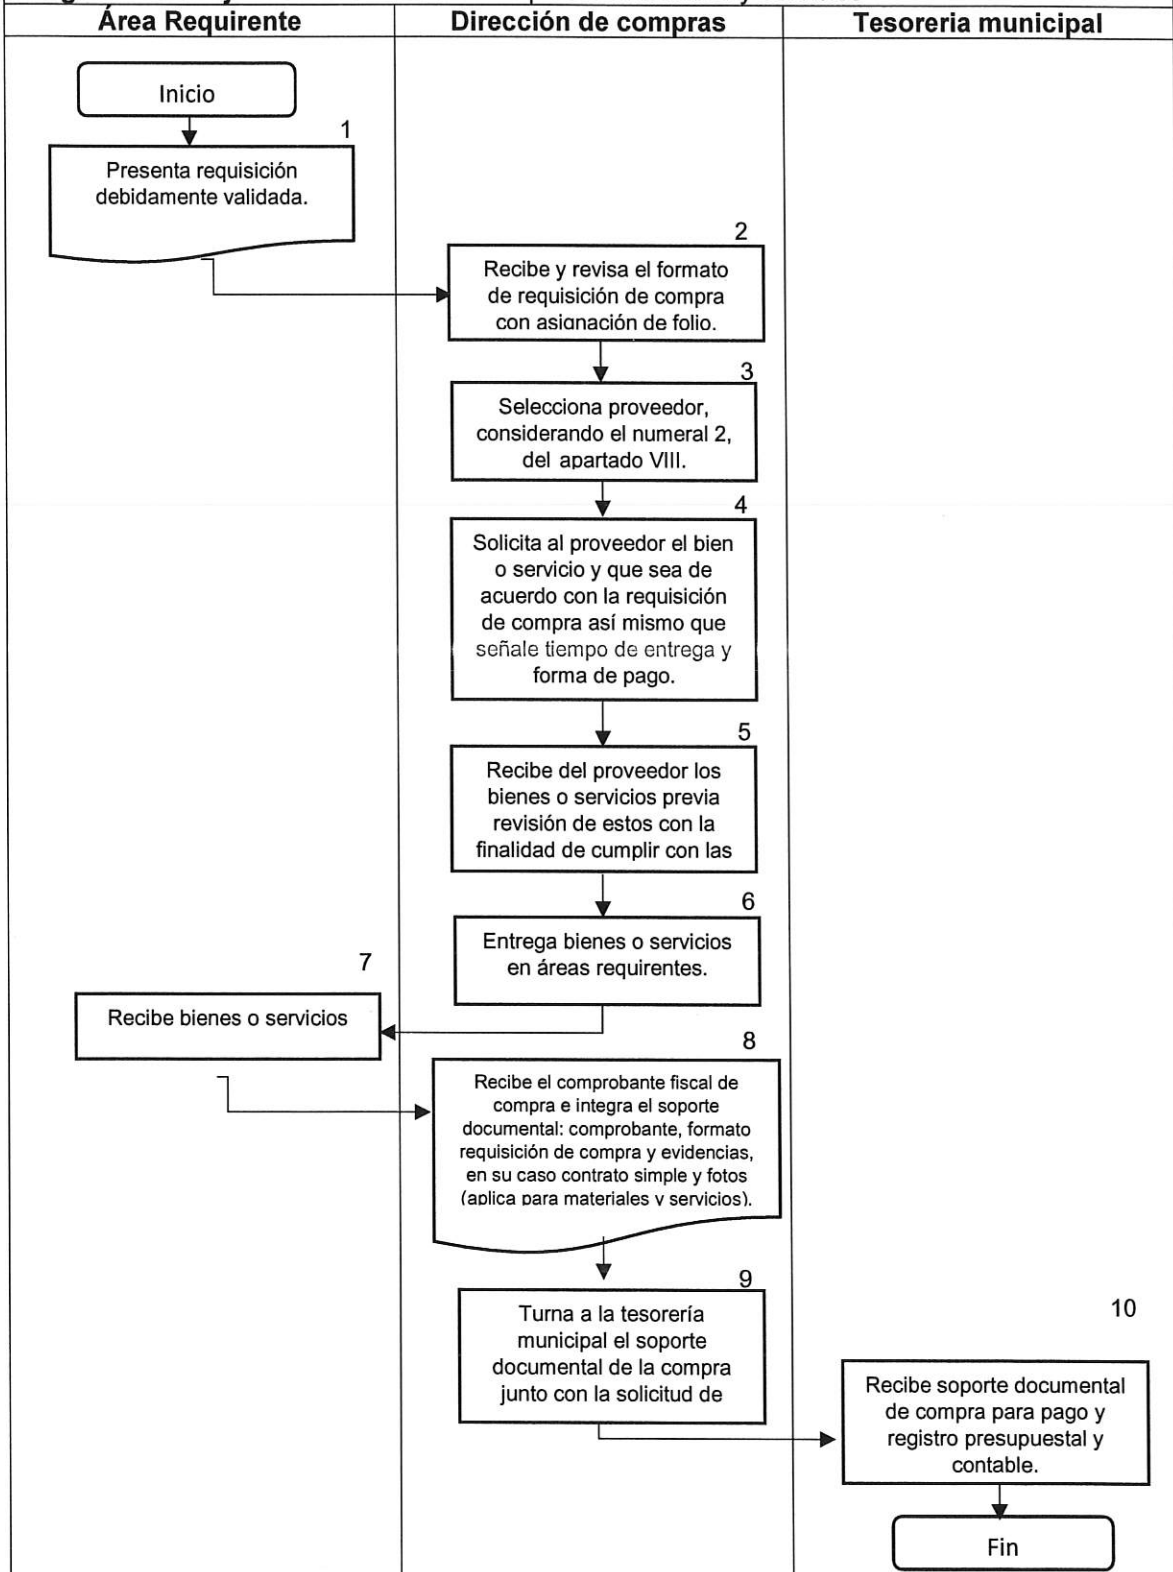 Área Requirente
Dirección de compras
Tesoreria municipal
Inicio
1
Presenta requisición
debidamente validada.
2
Recibe y revisa el formato
de requisición de compra
con asignación de folio.
3
Selecciona proveedor,
considerando el numeral 2,
del apartado VIII.
4
Solicita al proveedor el bien
o servicio y que sea de
acuerdo con la requisición
de compra así mismo que
señale tiempo de entrega y
forma de pago.
5
Recibe del proveedor los
bienes o servicios previa
revisión de estos con la
finalidad de cumplir con las
6
Entrega bienes o servicios
en áreas requirentes.
7
Recibe bienes o servicios
8
Recibe el comprobante fiscal de
compra e integra el soporte
documental: comprobante, formato
requisición de compra y evidencias,
en su caso contrato simple y fotos
(aplica para materiales y servicios).
9
Turna a la tesorería
municipal el soporte
documental de la compra
junto con la solicitud de
10
Recibe soporte documental
de compra para pago y
registro presupuestal y
contable.
Fin